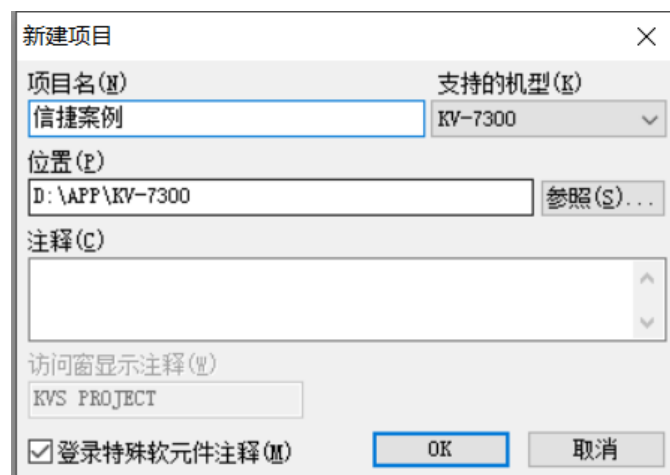 新建项目
项目名(N) 支持的机型(K)
信捷案例 KV-7300
位置(P)
D:\APP\KV-7300 参照(S)...
注释(C)
访问窗显示注释(W)
KVS PROJECT
登录特殊软元件注释(M) OK 取消